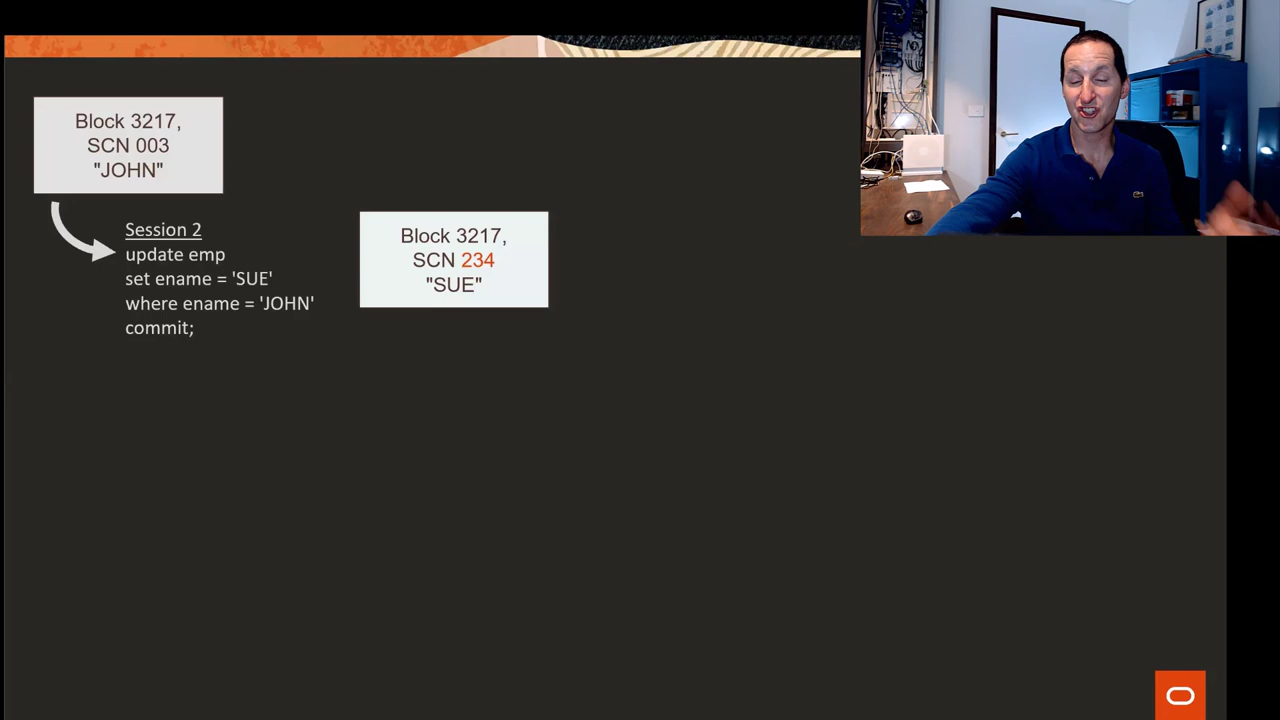 Block 3217,
SCN 003
"JOHN"
Session 2
update emp
set ename = 'SUE'
where ename = 'JOHN'
commit;
Block 3217,
SCN 234
"SUE"